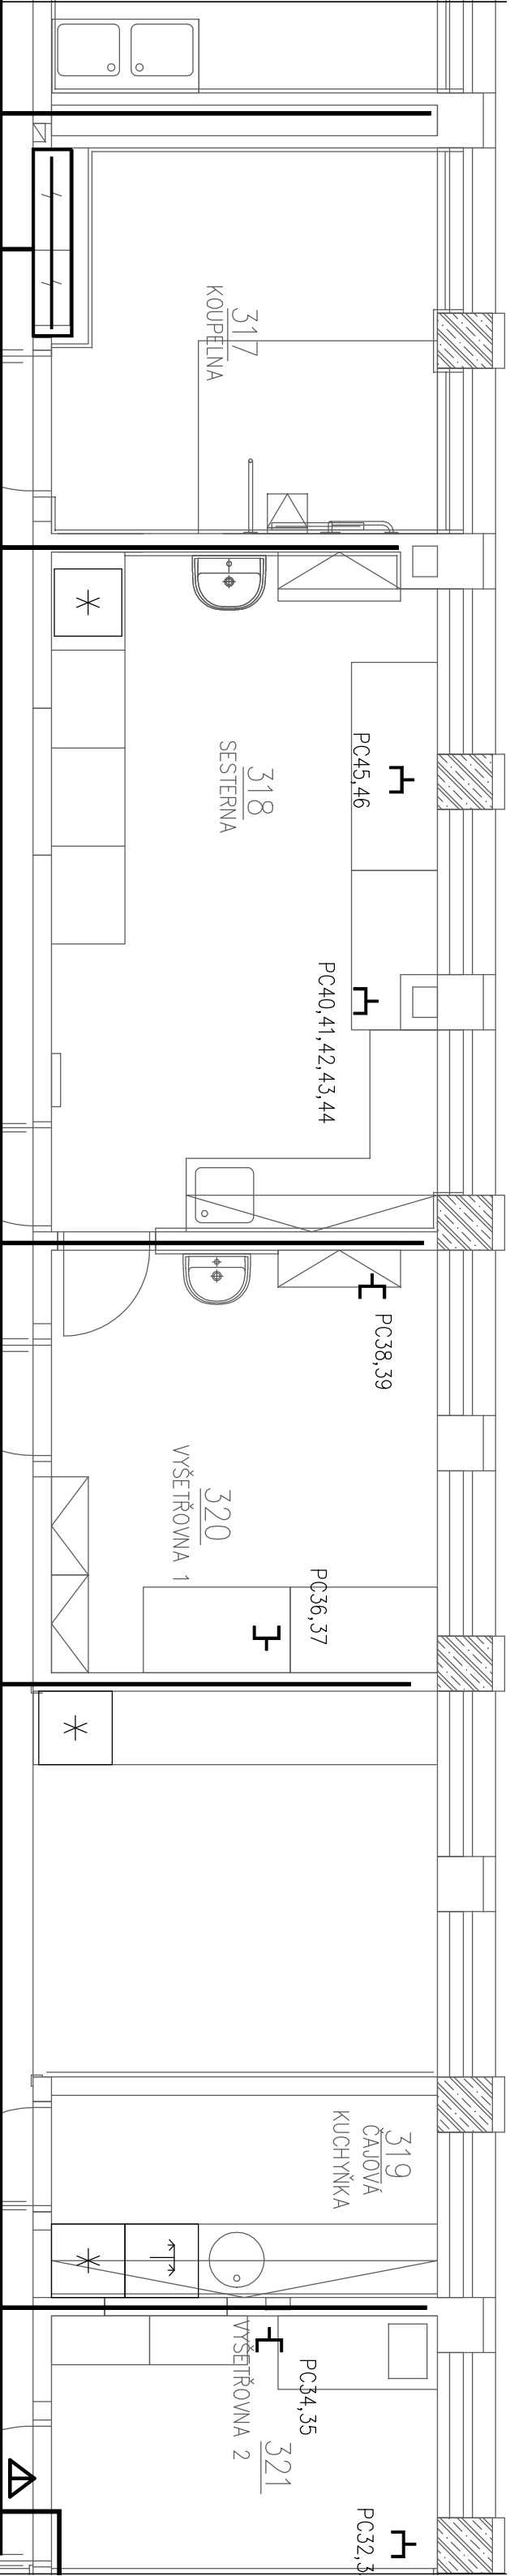 317
KOUPELNA
PC45,46
318
SESTERNA
PC40,41,42,43,44
PC38,39
320
VYŠETŘOVNA 1
PC36,37
319
ČAJOVÁ
KUCHYŇKA
PC34,35
321
VYŠETŘOVNA 2
PC32,3